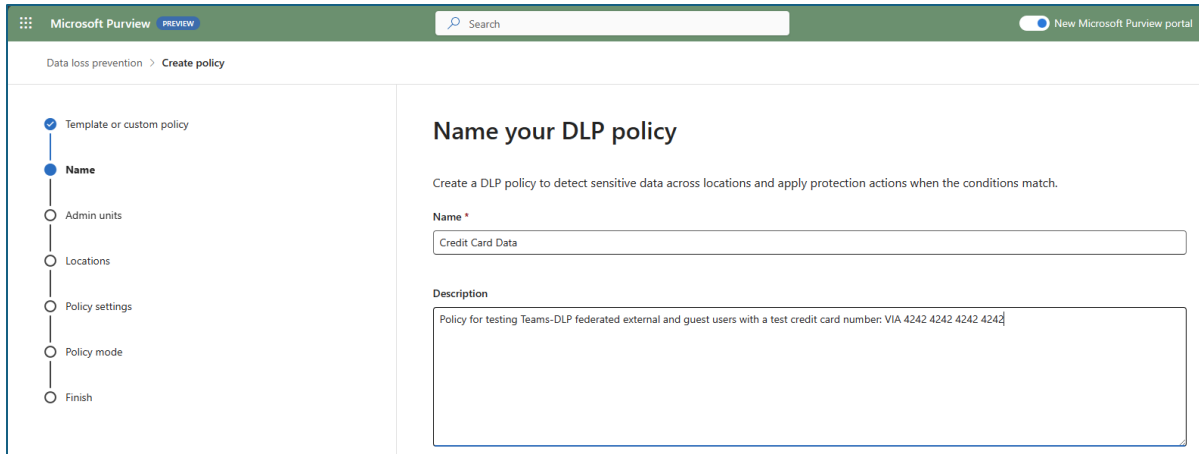 Microsoft Purview PREVIEW
Search
New Microsoft Purview portal
Data loss prevention > Create policy
Template or custom policy
Name
Admin units
Locations
Policy settings
Policy mode
Finish
Name your DLP policy
Create a DLP policy to detect sensitive data across locations and apply protection actions when the conditions match.
Name *
Credit Card Data
Description
Policy for testing Teams-DLP federated external and guest users with a test credit card number: VIA 4242 4242 4242 4242